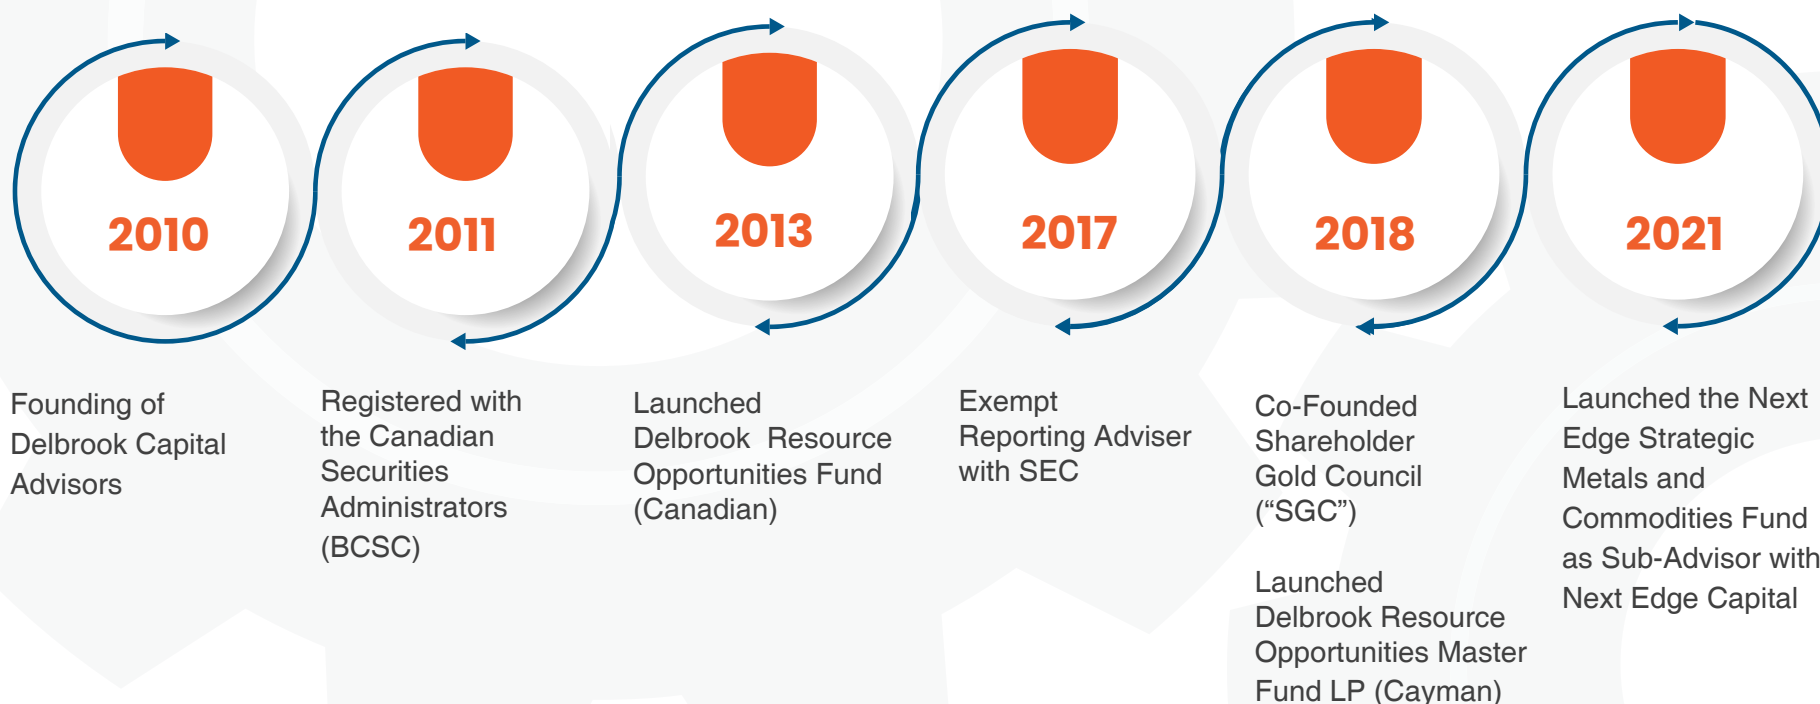 2010
Founding of
Delbrook Capital
Advisors
2011
Registered with
the Canadian
Securities
Administrators
(BCSC)
2013
Launched
Delbrook Resource
Opportunities Fund
(Canadian)
2017
Exempt
Reporting Adviser
with SEC
2018
Co-Founded
Shareholder
Gold Council
(“SGC”)
Launched
Delbrook Resource
Opportunities Master
Fund LP (Cayman)
2021
Launched the Next
Edge Strategic
Metals and
Commodities Fund
as Sub-Advisor with
Next Edge Capital